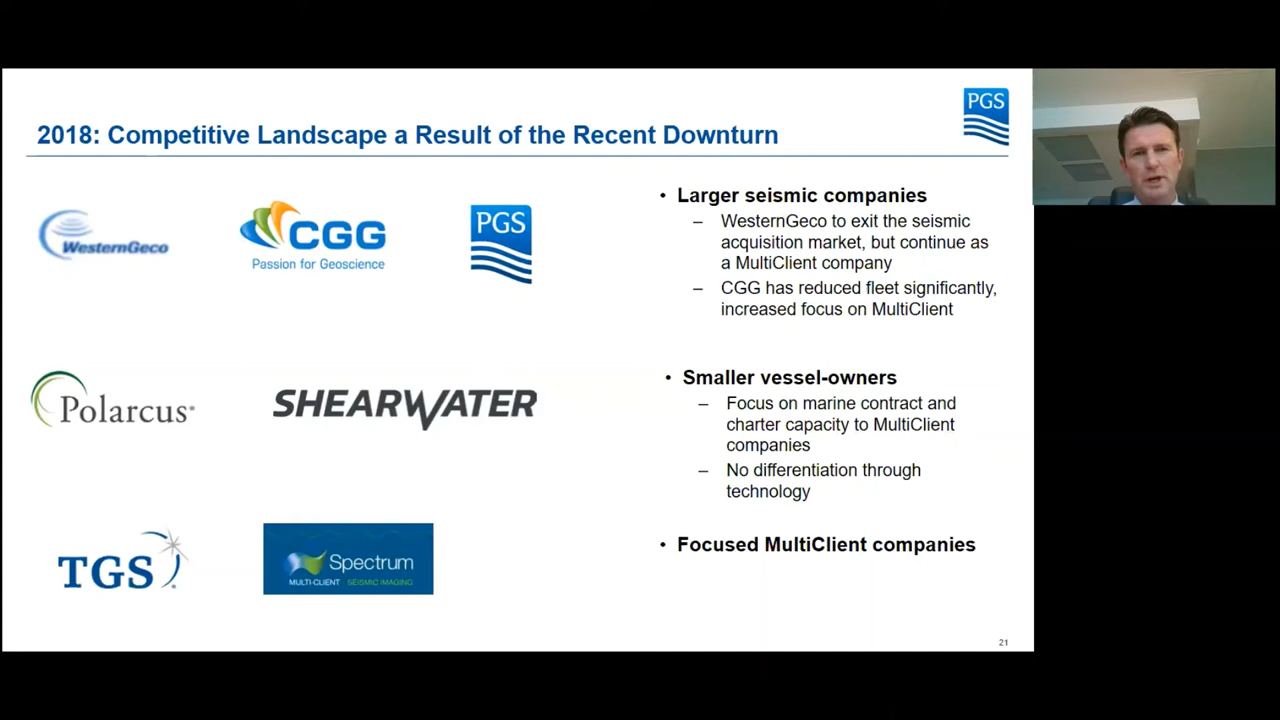 PGS
2018: Competitive Landscape a Result of the Recent Downturn
WesternGeco
CGG
Passion for Geoscience
PGS
• Larger seismic companies
– WesternGeco to exit the seismic
acquisition market, but continue as
a MultiClient company
– CGG has reduced fleet significantly,
increased focus on MultiClient
Polarcus®
SHEARWATER
• Smaller vessel-owners
– Focus on marine contract and
charter capacity to MultiClient
companies
– No differentiation through
technology
TGS
Spectrum
MULTI-CLIENT SEISMIC IMAGING
• Focused MultiClient companies
21